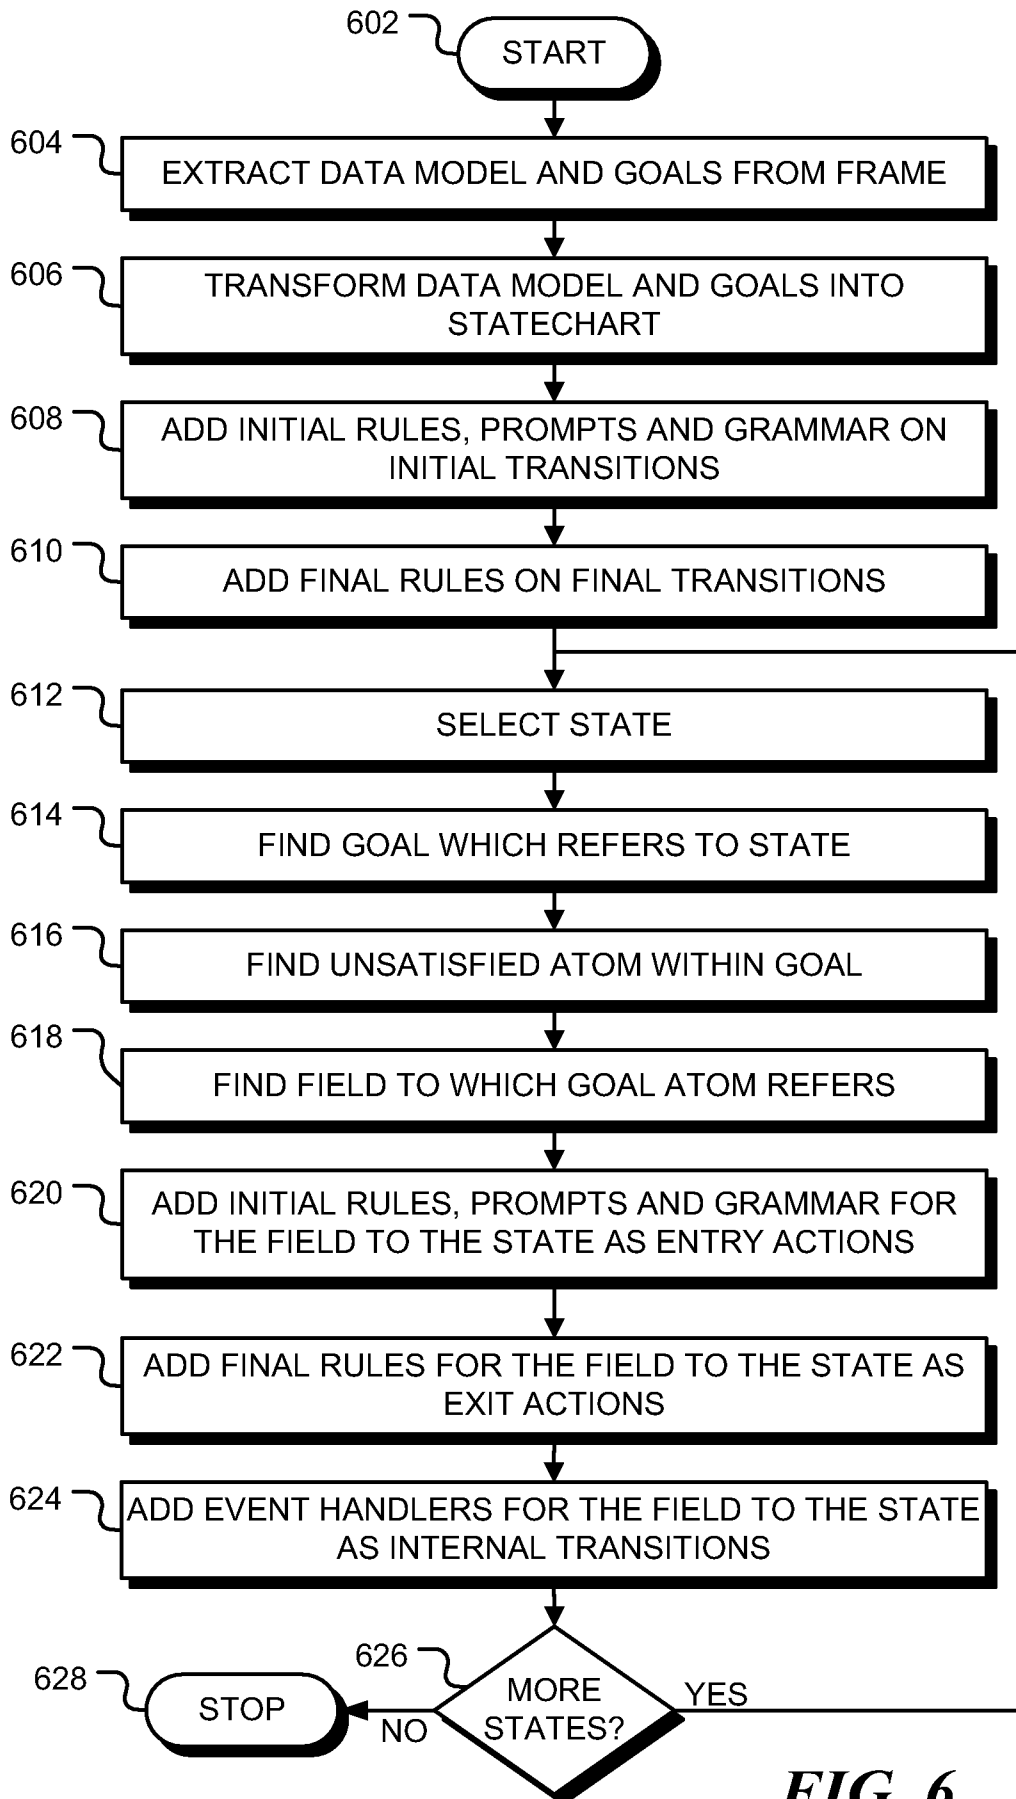 602
START
604
EXTRACT DATA MODEL AND GOALS FROM FRAME
606
TRANSFORM DATA MODEL AND GOALS INTO
STATECHART
608
ADD INITIAL RULES, PROMPTS AND GRAMMAR ON
INITIAL TRANSITIONS
610
ADD FINAL RULES ON FINAL TRANSITIONS
612
SELECT STATE
614
FIND GOAL WHICH REFERS TO STATE
616
FIND UNSATISFIED ATOM WITHIN GOAL
618
FIND FIELD TO WHICH GOAL ATOM REFERS
620
ADD INITIAL RULES, PROMPTS AND GRAMMAR FOR
THE FIELD TO THE STATE AS ENTRY ACTIONS
622
ADD FINAL RULES FOR THE FIELD TO THE STATE AS
EXIT ACTIONS
624
ADD EVENT HANDLERS FOR THE FIELD TO THE STATE
AS INTERNAL TRANSITIONS
626
MORE
STATES?
YES
NO
628
STOP
FIG. 6